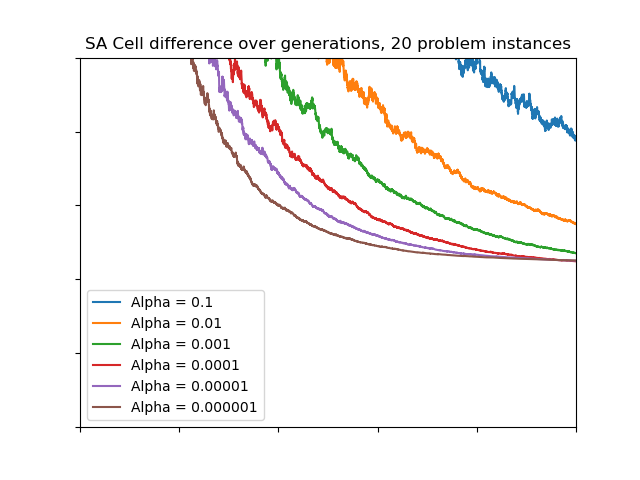 SA Cell difference over generations, 20 problem instances
Alpha = 0.1
Alpha = 0.01
Alpha = 0.001
Alpha = 0.0001
Alpha = 0.00001
Alpha = 0.000001